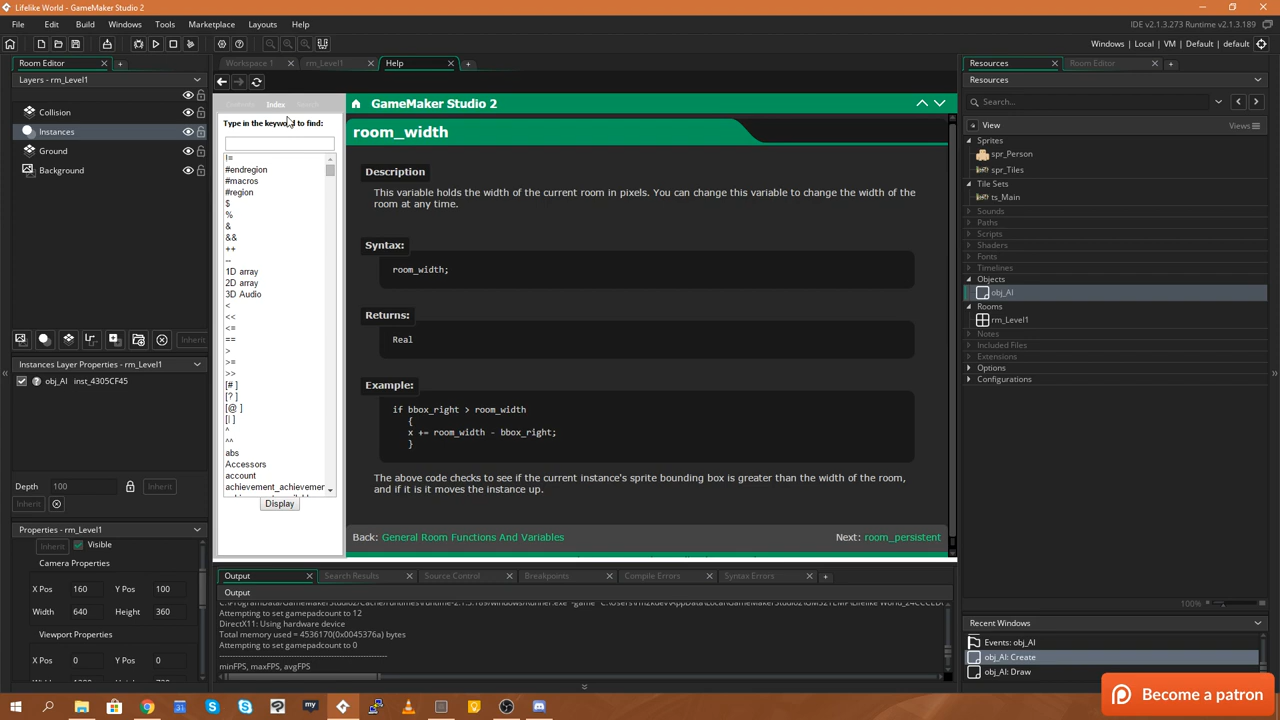 Lifelike World - GameMaker Studio 2
File Edit Build Windows Tools Marketplace Layouts Help
IDE v2.1.3.273 Runtime v2.1.3.189
Windows | Local | VM | Default | default
Room Editor
Workspace 1
rm_Level1
Help
Resources
Room Editor
Layers - rm_Level1
Resources
Search...
Collision
Instances
Ground
Background
Contents Index Search
Type in the keyword to find:
!=
#endregion
#macros
#region
$
%
&
&&
++
--
1D array
2D array
3D Audio
<
<<
<=
==
>
>=
>>
[# ]
[? ]
[@ ]
[| ]
^
^^
abs
Accessors
account
Display
GameMaker Studio 2
room_width
Description
This variable holds the width of the current room in pixels. You can change this variable to change the width of the
room at any time.
Syntax:
room_width;
Returns:
Real
Example:
if bbox_right > room_width
{
x += room_width - bbox_right;
}
The above code checks to see if the current instance's sprite bounding box is greater than the width of the room,
and if it is it moves the instance up.
Back: General Room Functions And Variables
Next: room_persistent
View
Views
Sprites
spr_Person
spr_Tiles
Tile Sets
ts_Main
Sounds
Paths
Scripts
Shaders
Fonts
Timelines
Objects
obj_AI
Rooms
rm_Level1
Notes
Included Files
Extensions
Options
Configurations
100%
Inherit
Instances Layer Properties - rm_Level1
obj_AI inst_4305CF45
Depth 100 Inherit
Inherit
Properties - rm_Level1
Inherit Visible
Camera Properties
X Pos 160 Y Pos 100
Width 640 Height 360
Viewport Properties
X Pos 0 Y Pos 0
Output
Search Results
Source Control
Breakpoints
Compile Errors
Syntax Errors
Output
Attempting to set gamepadcount to 12
DirectX11: Using hardware device
Total memory used = 4536170(0x0045376a) bytes
Attempting to set gamepadcount to 0
minFPS, maxFPS, avgFPS
Recent Windows
Events: obj_AI
obj_AI: Create
obj_AI: Draw
Become a patron